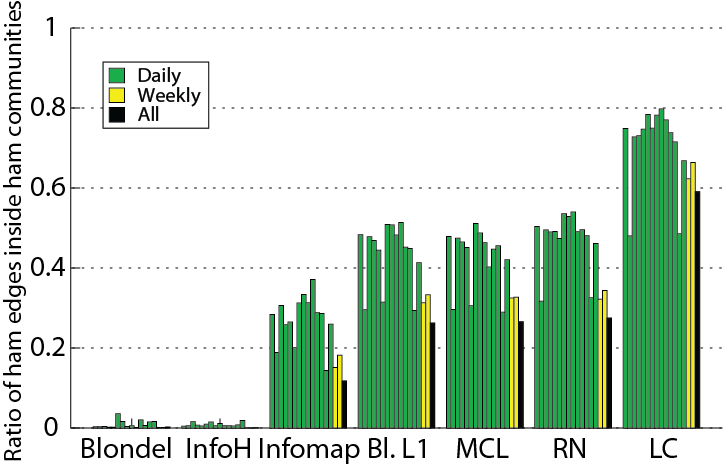 Ratio of ham edges inside ham communities
1
0.8
0.6
0.4
0.2
0
Daily
Weekly
All
Blondel InfoH Infomap Bl. L1 MCL RN LC